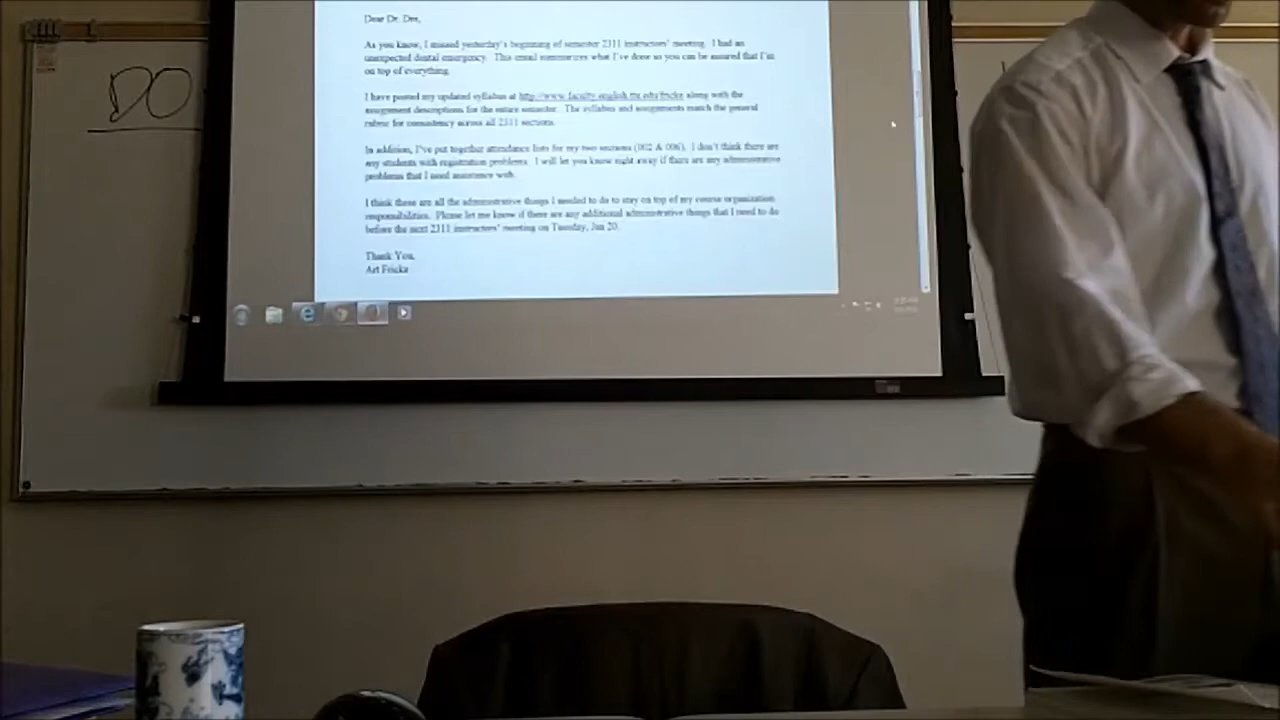 DO
Dear Dr. Dee,
As you know, I missed yesterday's beginning of semester 2311 instructors' meeting. I had an
unexpected dental emergency. This email summarizes what I've done so you can be assured that I'm
on top of everything.
I have posted my updated syllabus at http://www.faculty.english.ttu.edu/fricke along with the
assignment descriptions for the entire semester. The syllabus and assignments match the general
rubric for consistency across all 2311 sections.
In addition, I've put together attendance lists for my two sections (002 & 006). I don't think there are
any students with registration problems. I will let you know right away if there are any administrative
problems that I need assistance with.
I think these are all the administrative things I needed to do to stay on top of my course organization
responsibilities. Please let me know if there are any additional administrative things that I need to do
before the next 2311 instructors' meeting on Tuesday, Jan 20.
Thank You,
Art Fricke